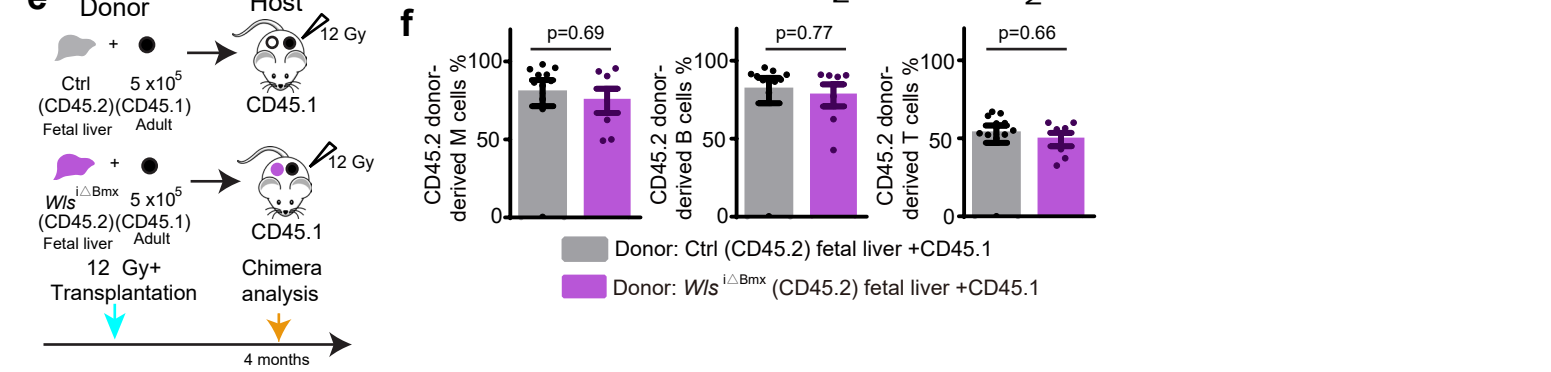 e
Donor
Host
+
12 Gy
Ctrl
5 x10⁵
(CD45.2)(CD45.1)
Fetal liver
Adult
CD45.1
+
12 Gy
Wls i△Bmx
5 x10⁵
(CD45.2)(CD45.1)
Fetal liver
Adult
CD45.1
12 Gy+
Transplantation
Chimera
analysis
4 months
f
CD45.2 donor-
derived M cells %
100
50
0
p=0.69
CD45.2 donor-
derived B cells %
100
50
0
p=0.77
CD45.2 donor-
derived T cells %
100
50
0
p=0.66
Donor: Ctrl (CD45.2) fetal liver +CD45.1
Donor: Wls i△Bmx (CD45.2) fetal liver +CD45.1